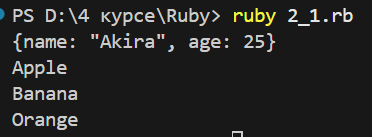 PS D:\4 курсе\Ruby> ruby 2_1.rb
{name: "Akira", age: 25}
Apple
Banana
Orange